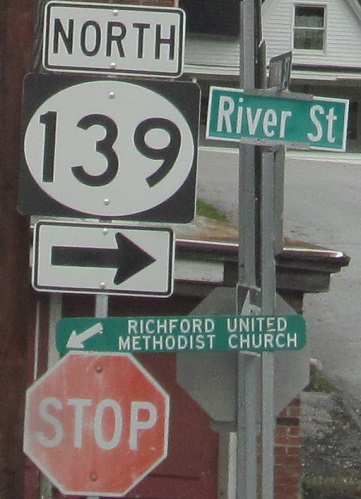 NORTH
139
River St
RICHFORD UNITED
METHODIST CHURCH
STOP